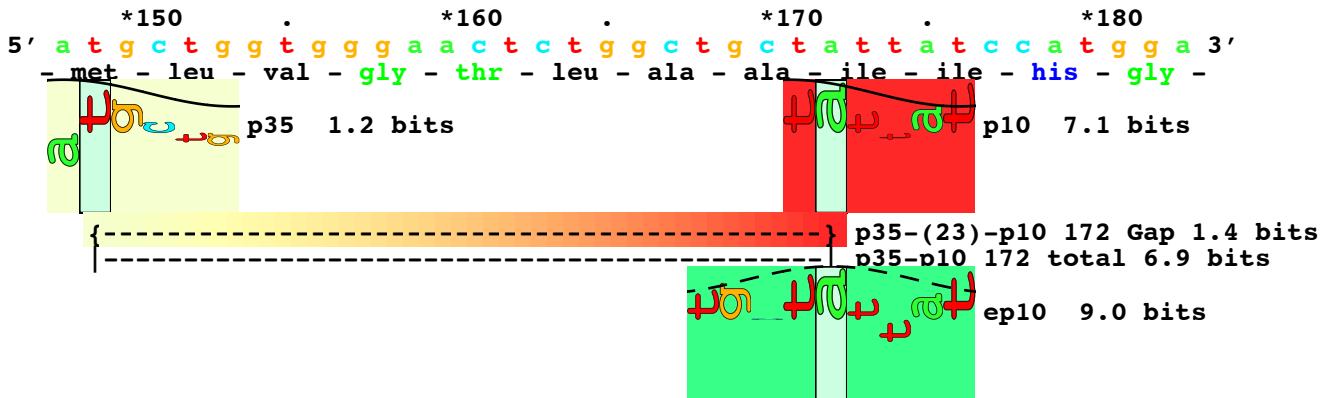 *150 . *160 . *170 . *180
5′ a t g c t g g t g g g a a c t c t g g c t g c t a t t a t c c a t g g a 3′
– met – leu – val – gly – thr – leu – ala – ala – ile – ile – his – gly –
a t g c t g p35 1.2 bits
t a t t a t p10 7.1 bits
{-----------------------------------------------} p35-(23)-p10 172 Gap 1.4 bits
|-----------------------------------------------| p35-p10 172 total 6.9 bits
t g t a t t a t ep10 9.0 bits